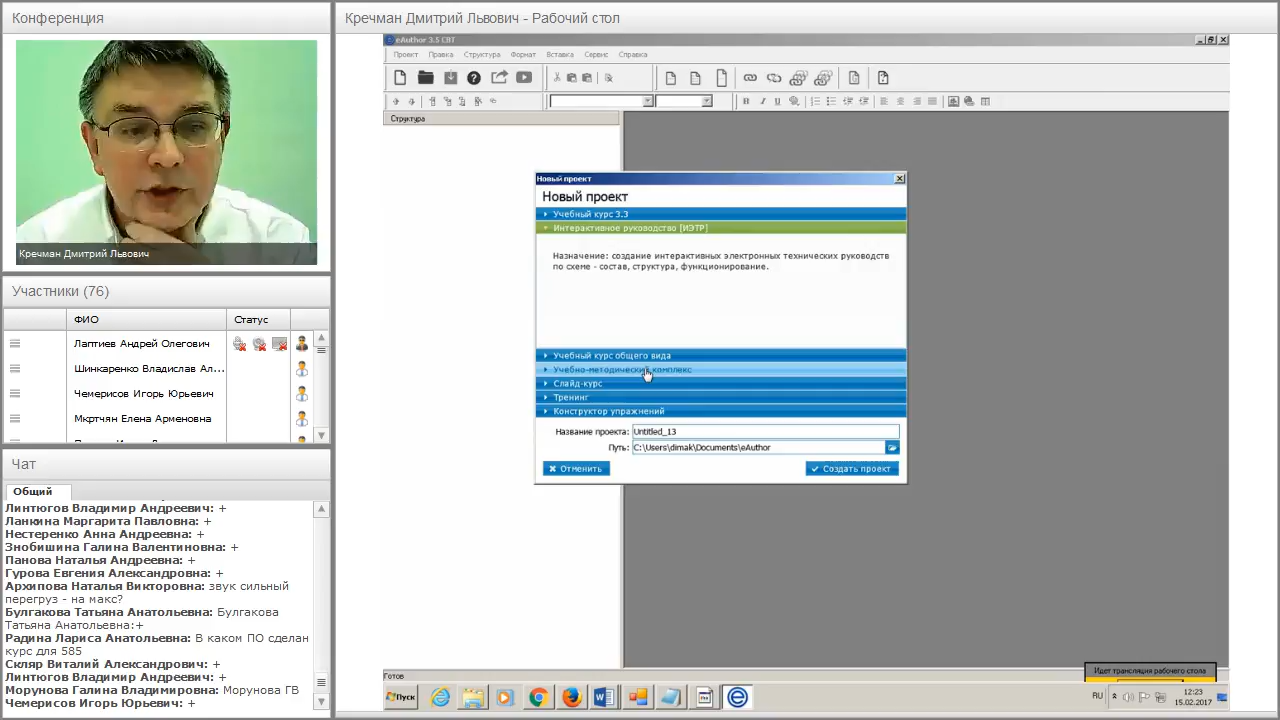 Конференция
Кречман Дмитрий Львович
Участники (76)
ФИО
Статус
Лаптиев Андрей Олегович
Шинкаренко Владислав Ал...
Чемерисов Игорь Юрьевич
Мкртчян Елена Арменовна
Чат
Общий
Линтюгов Владимир Андреевич: +
Ланкина Маргарита Павловна: +
Нестеренко Анна Андреевна: +
Знобишина Галина Валентиновна: +
Панова Наталья Андреевна: +
Гурова Евгения Александровна: +
Архипова Наталья Викторовна: звук сильный
перегруз - на макс?
Булгакова Татьяна Анатольевна: Булгакова
Татьяна Анатольевна:+
Радина Лариса Анатольевна: В каком ПО сделан
курс для 585
Скляр Виталий Александрович: +
Линтюгов Владимир Андреевич: +
Морунова Галина Владимировна: Морунова ГВ
Чемерисов Игорь Юрьевич: +
Кречман Дмитрий Львович - Рабочий стол
eAuthor 3.5 CBT
Проект Правка Структура Формат Вставка Сервис Справка
Структура
Новый проект
Новый проект
Учебный курс 3.3
Интерактивное руководство [ИЭТР]
Назначение: создание интерактивных электронных технических руководств
по схеме - состав, структура, функционирование.
Учебный курс общего вида
Учебно-методический комплекс
Слайд-курс
Тренинг
Конструктор упражнений
Название проекта: Untitled_13
Путь: C:\Users\dimak\Documents\eAuthor
Отменить
Создать проект
Готов
Идет трансляция рабочего стола
Пуск
RU
12:23
15.02.2017